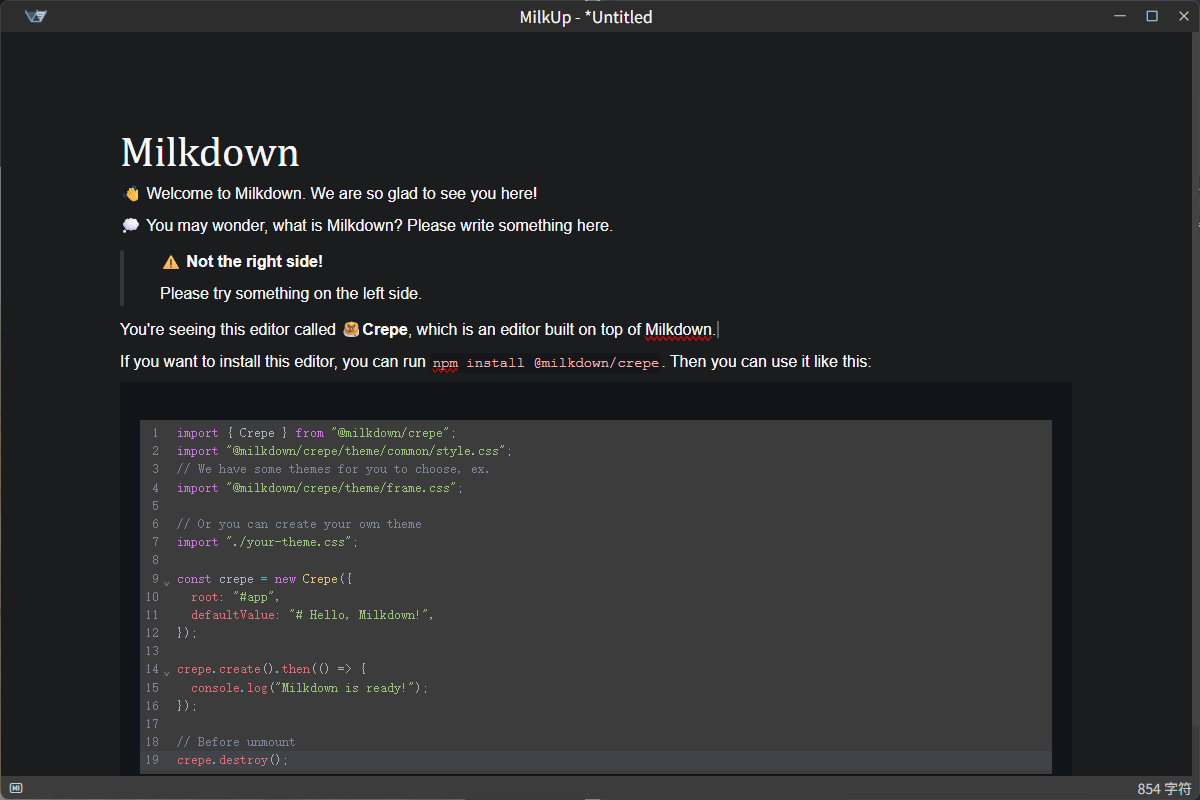 MilkUp - *Untitled
Milkdown
👋 Welcome to Milkdown. We are so glad to see you here!
💭 You may wonder, what is Milkdown? Please write something here.
⚠️ Not the right side!
Please try something on the left side.
You're seeing this editor called 🥞Crepe, which is an editor built on top of Milkdown.
If you want to install this editor, you can run npm install @milkdown/crepe. Then you can use it like this:
1 import { Crepe } from "@milkdown/crepe";
2 import "@milkdown/crepe/theme/common/style.css";
3 // We have some themes for you to choose, ex.
4 import "@milkdown/crepe/theme/frame.css";
5
6 // Or you can create your own theme
7 import "./your-theme.css";
8
9 const crepe = new Crepe({
10   root: "#app",
11   defaultValue: "# Hello, Milkdown!",
12 });
13
14 crepe.create().then(() => {
15   console.log("Milkdown is ready!");
16 });
17
18 // Before unmount
19 crepe.destroy();
854 字符